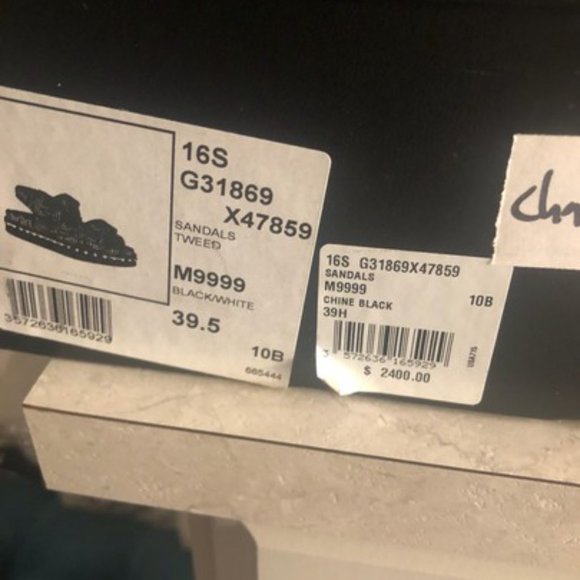 16S
G31869
X47859
SANDALS
TWEED
M9999
BLACK/WHITE
39.5
10B
665444
3572636165929
16S G31869X47859
SANDALS
M9999
10B
CHINE BLACK
39H
3 572636 165929
$ 2400.00